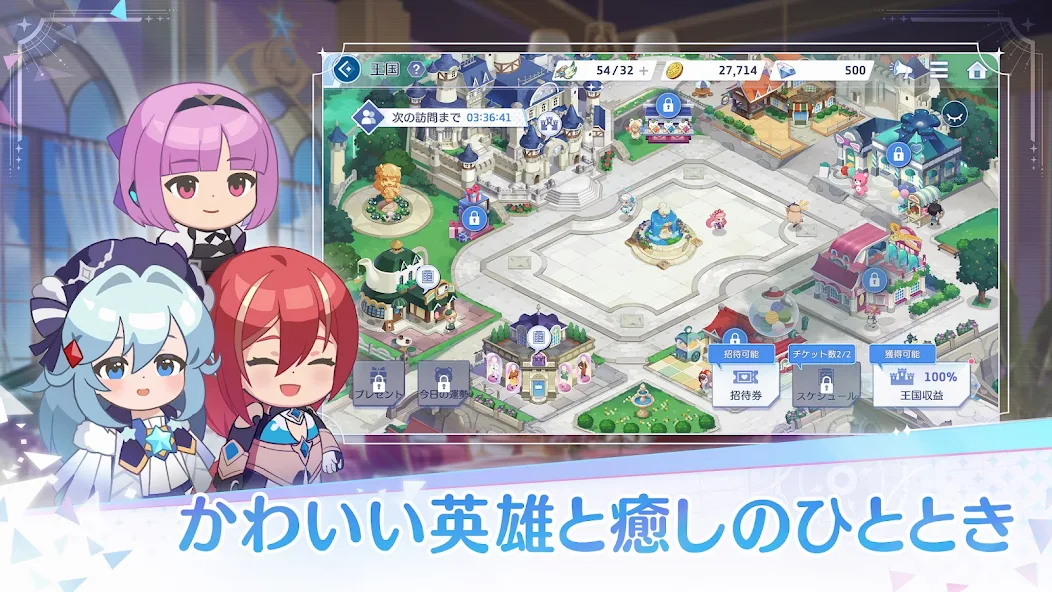 王国 ?
54/32 +
27,714
500
次の訪問まで 03:36:41
プレゼント
今日の運勢
招待可能
招待券
チケット数2/2
スケジュール
獲得可能
100%
王国収益
かわいい英雄と癒しのひととき